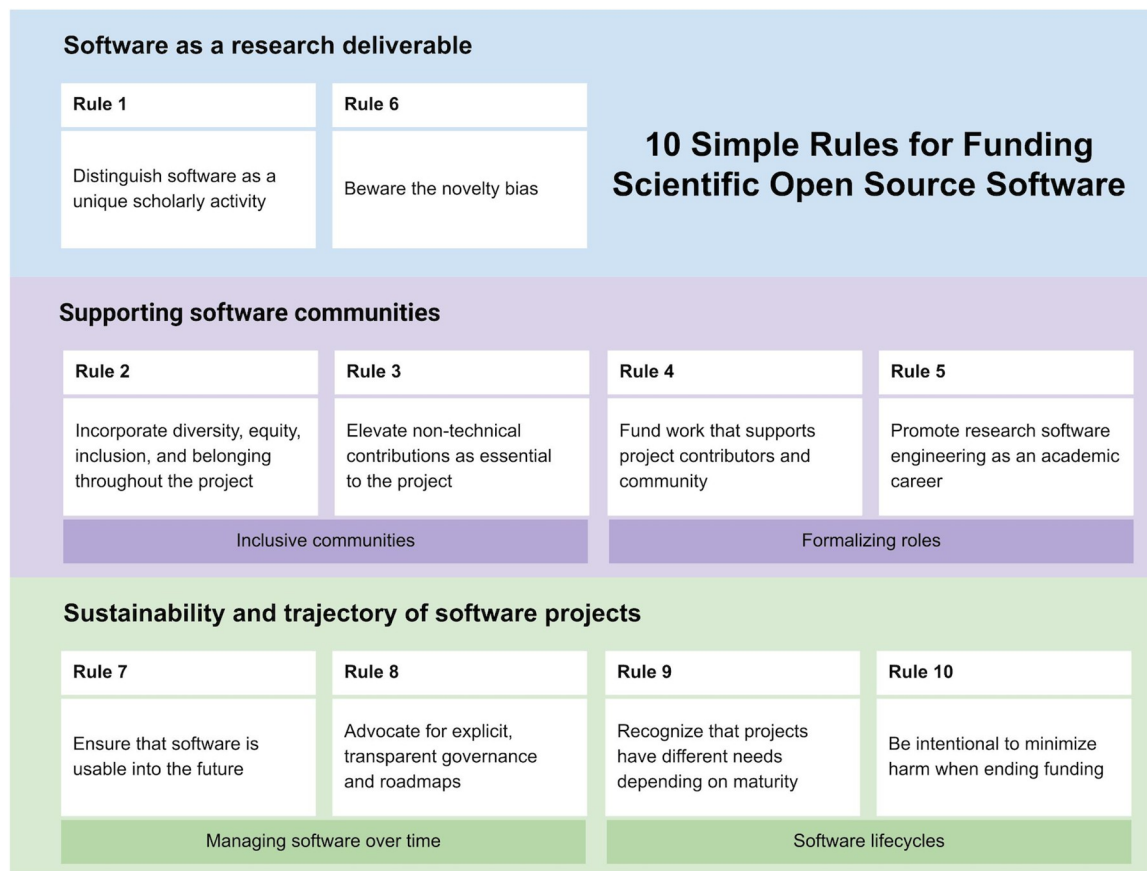 Software as a research deliverable
10 Simple Rules for Funding
Scientific Open Source Software
Rule 1
Distinguish software as a
unique scholarly activity
Rule 6
Beware the novelty bias
Supporting software communities
Rule 2
Incorporate diversity, equity,
inclusion, and belonging
throughout the project
Rule 3
Elevate non-technical
contributions as essential
to the project
Inclusive communities
Rule 4
Fund work that supports
project contributors and
community
Rule 5
Promote research software
engineering as an academic
career
Formalizing roles
Sustainability and trajectory of software projects
Rule 7
Ensure that software is
usable into the future
Rule 8
Advocate for explicit,
transparent governance
and roadmaps
Managing software over time
Rule 9
Recognize that projects
have different needs
depending on maturity
Rule 10
Be intentional to minimize
harm when ending funding
Software lifecycles